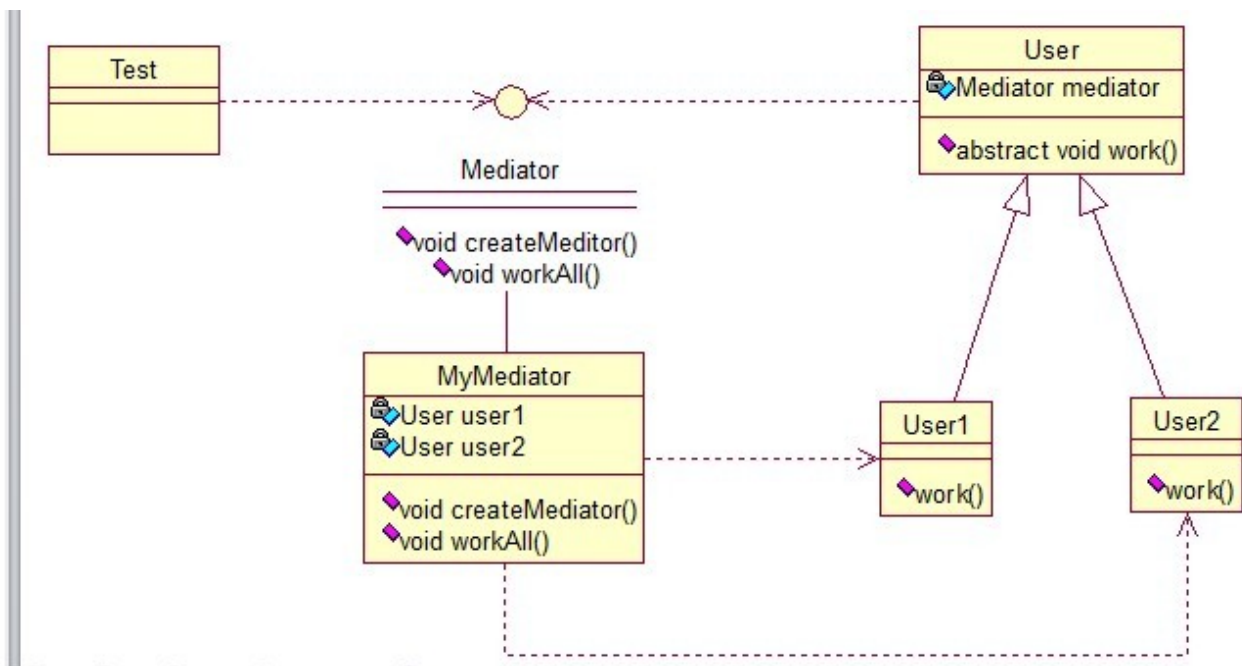 Test
User
Mediator mediator
abstract void work()
Mediator
void createMeditor()
void workAll()
MyMediator
User user1
User user2
void createMediator()
void workAll()
User1
work()
User2
work()